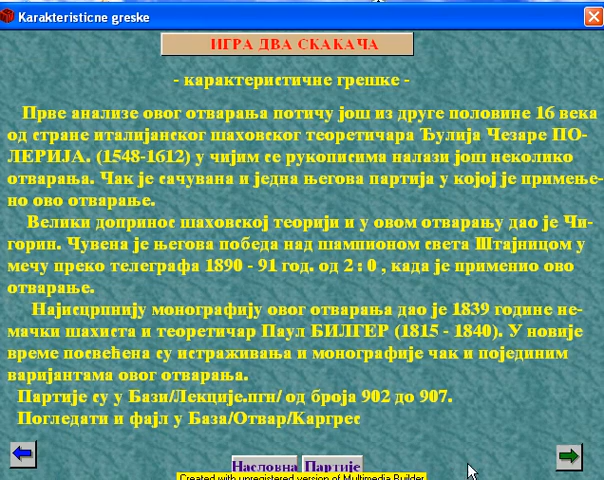 Karakteristicne greske
ИГРА ДВА СКАКАЧА
- карактеристичне грешке -
Прве анализе овог отварања потичу још из друге половине 16 века
од стране италијанског шаховског теоретичара Ђулија Чезаре ПО-
ЛЕРИЈА. (1548-1612) у чијим се рукописима налази још неколико
отварања. Чак је сачувана и једна његова партија у којој је примење-
но ово отварање.
Велики допринос шаховској теорији и у овом отварању дао је Чи-
горин. Чувена је његова победа над шампионом света Штајницом у
мечу преко телеграфа 1890 - 91 год. од 2 : 0 , када је применио ово
отварање.
Најисцрпнију монографију овог отварања дао је 1839 године не-
мачки шахиста и теоретичар Паул БИЛГЕР (1815 - 1840). У новије
време посвећена су истраживања и монографије чак и појединим
варијантама овог отварања.
Партије су у Бази/Лекције.пгн/ од броја 902 до 907.
Погледати и фајл у База/Отвар/Каргрес
Насловна Партије
Created with unregistered version of Multimedia Builder